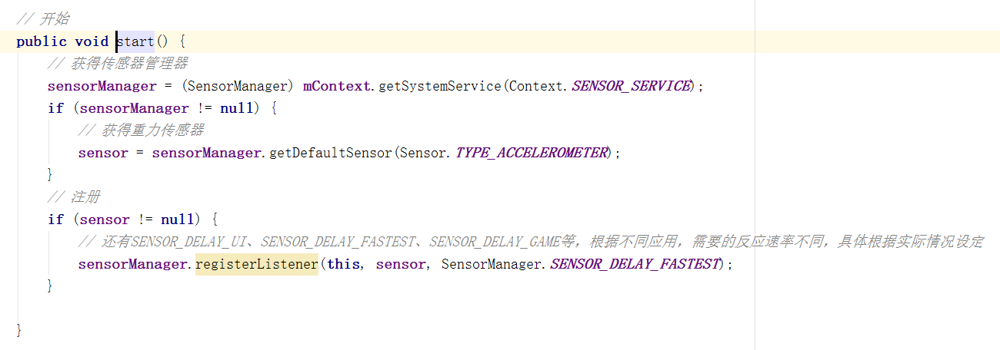 // 开始
public void start() {
// 获得传感器管理器
sensorManager = (SensorManager) mContext.getSystemService(Context.SENSOR_SERVICE);
if (sensorManager != null) {
// 获得重力传感器
sensor = sensorManager.getDefaultSensor(Sensor.TYPE_ACCELEROMETER);
}
// 注册
if (sensor != null) {
// 还有SENSOR_DELAY_UI、SENSOR_DELAY_FASTEST、SENSOR_DELAY_GAME等，根据不同应用，需要的反应速率不同，具体根据实际情况设定
sensorManager.registerListener(this, sensor, SensorManager.SENSOR_DELAY_FASTEST);
}
}